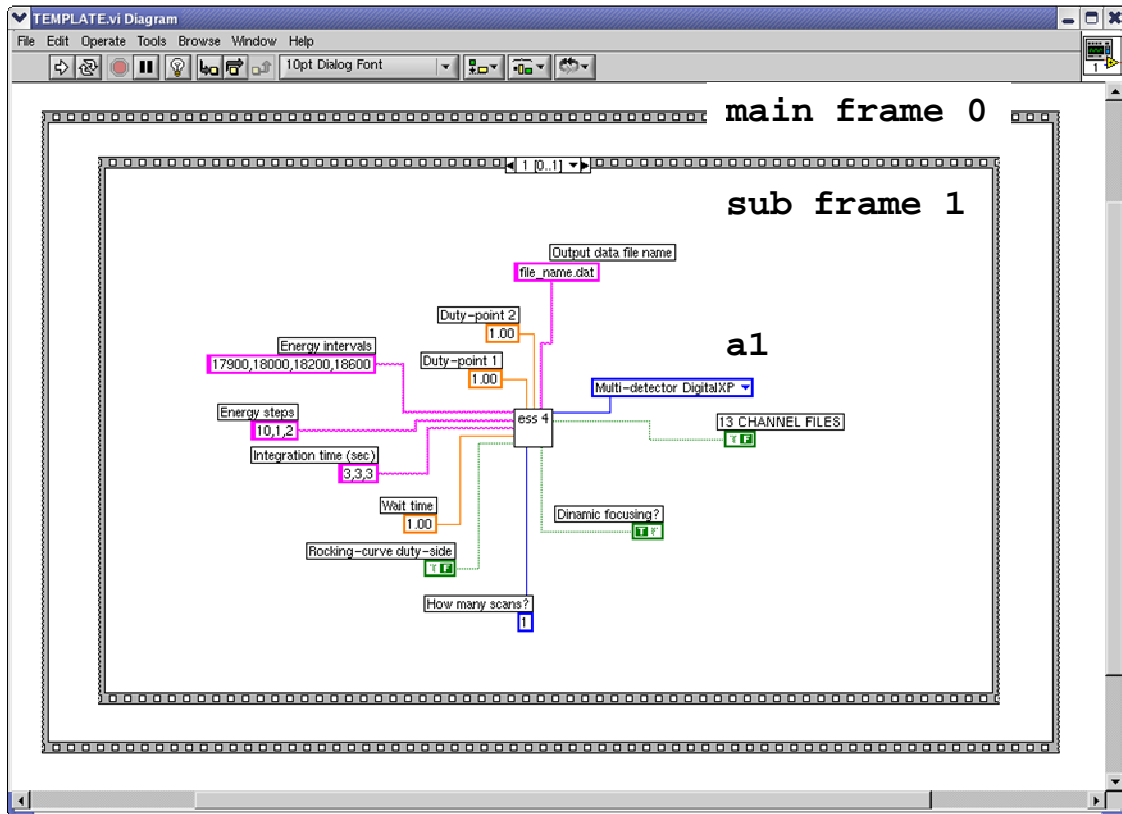 TEMPLATE.vi Diagram
File Edit Operate Tools Browse Window Help
10pt Dialog Font
1
main frame 0
1 [0..1]
sub frame 1
Output data file name
file_name.dat
Duty-point 2
1.00
a1
Energy intervals
17900,18000,18200,18600
Duty-point 1
1.00
Multi-detector DigitalXP
Energy steps
10,1,2
ess 4
13 CHANNEL FILES
T F
Integration time (sec)
3,3,3
Wait time
1.00
Dinamic focusing?
T F
Rocking-curve duty-side
T F
How many scans?
1